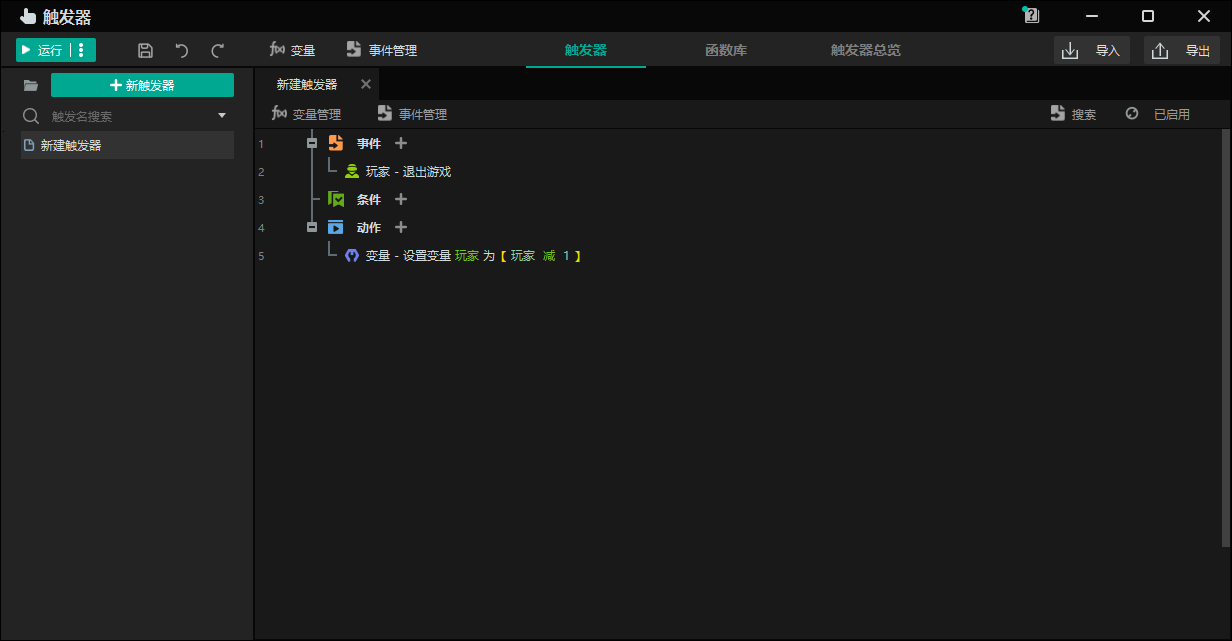 触发器
运行 变量 事件管理 触发器 函数库 触发器总览 导入 导出
新触发器
触发名搜索
新建触发器
新建触发器
变量管理 事件管理 搜索 已启用
1 事件
2 玩家 - 退出游戏
3 条件
4 动作
5 变量 - 设置变量 玩家 为 【 玩家 减 1 】